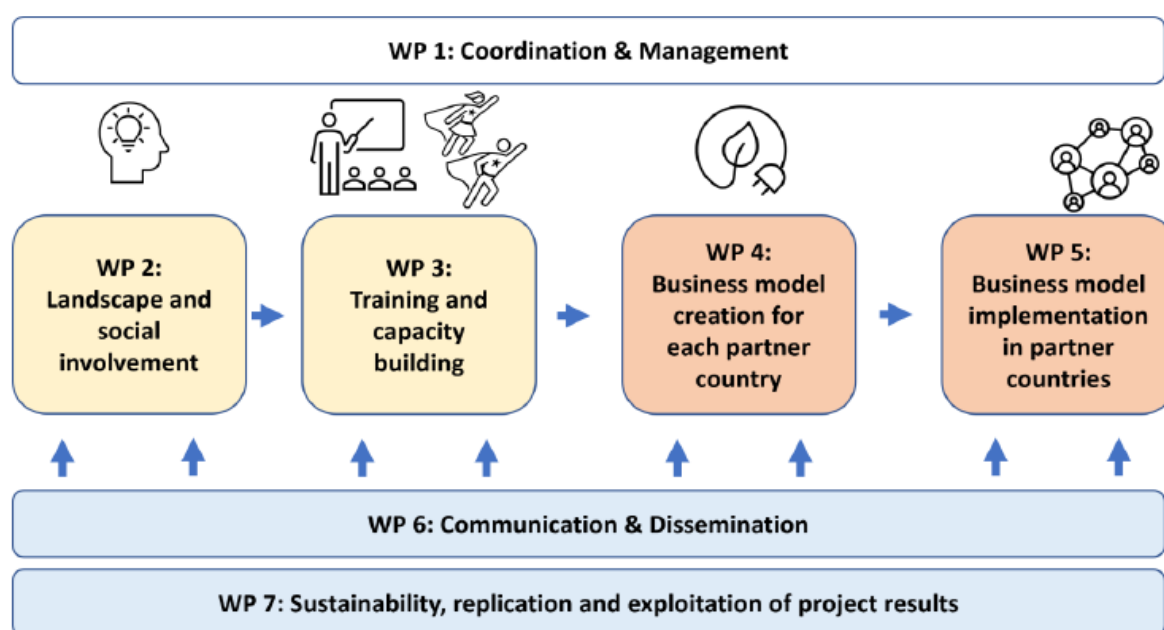 WP 1: Coordination & Management
WP 2:
Landscape and
social
involvement
WP 3:
Training and
capacity
building
WP 4:
Business model
creation for
each partner
country
WP 5:
Business model
implementation
in partner
countries
WP 6: Communication & Dissemination
WP 7: Sustainability, replication and exploitation of project results